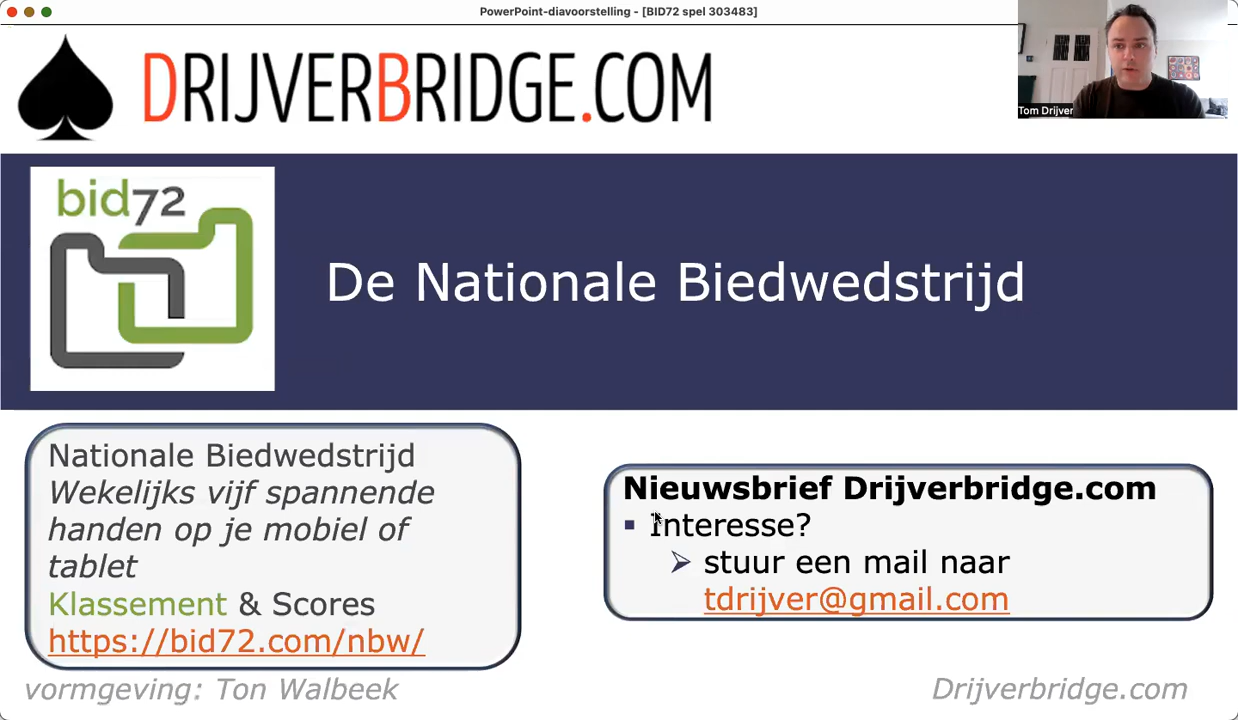 PowerPoint-diavoorstelling - [BID72 spel 303483]
DRIJVERBRIDGE.COM
Tom Drijver
bid72
De Nationale Biedwedstrijd
Nationale Biedwedstrijd
Wekelijks vijf spannende
handen op je mobiel of
tablet
Klassement & Scores
https://bid72.com/nbw/
Nieuwsbrief Drijverbridge.com
▪ Interesse?
➢ stuur een mail naar
tdrijver@gmail.com
vormgeving: Ton Walbeek
Drijverbridge.com